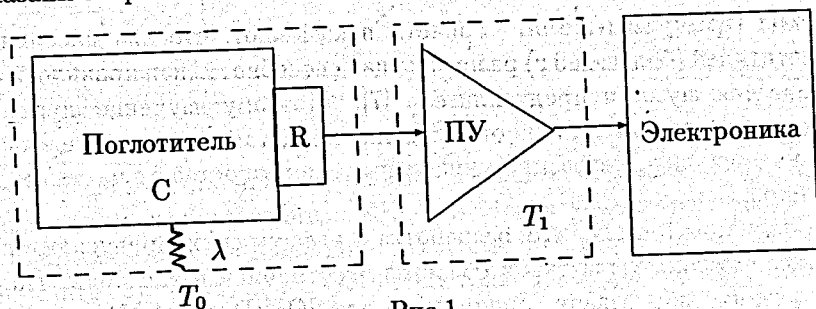 Поглотитель
C
R
λ
T₀
ПУ
T₁
Электроника
Рис.1